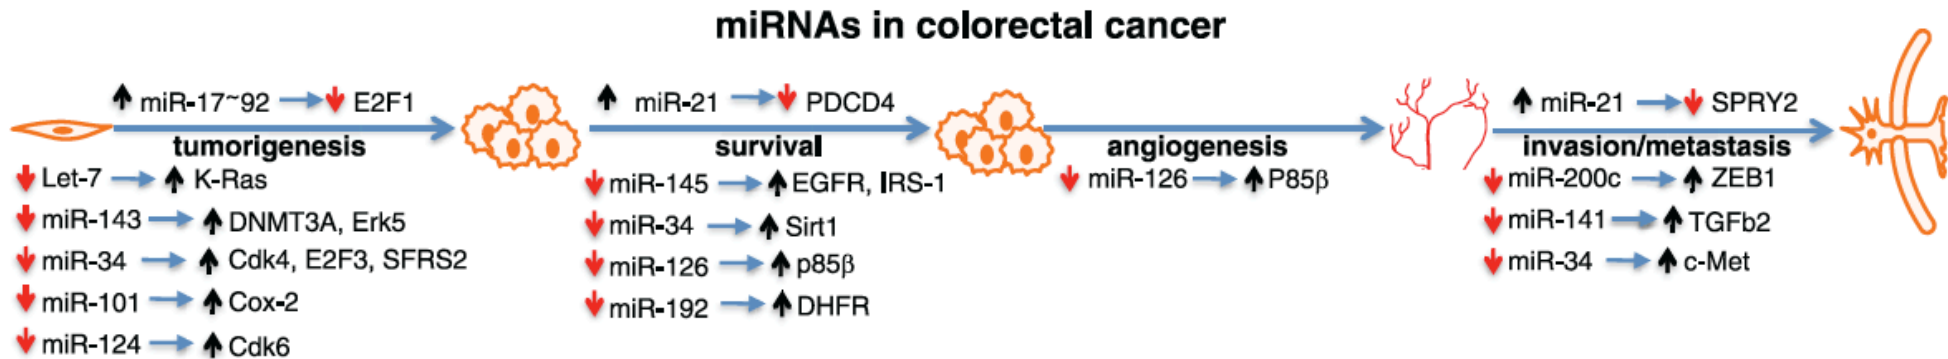 miRNAs in colorectal cancer
miR-17~92 E2F1
tumorigenesis
Let-7 K-Ras
miR-143 DNMT3A, Erk5
miR-34 Cdk4, E2F3, SFRS2
miR-101 Cox-2
miR-124 Cdk6
miR-21 PDCD4
survival
miR-145 EGFR, IRS-1
miR-34 Sirt1
miR-126 p85β
miR-192 DHFR
angiogenesis
miR-126 P85β
miR-21 SPRY2
invasion/metastasis
miR-200c ZEB1
miR-141 TGFb2
miR-34 c-Met